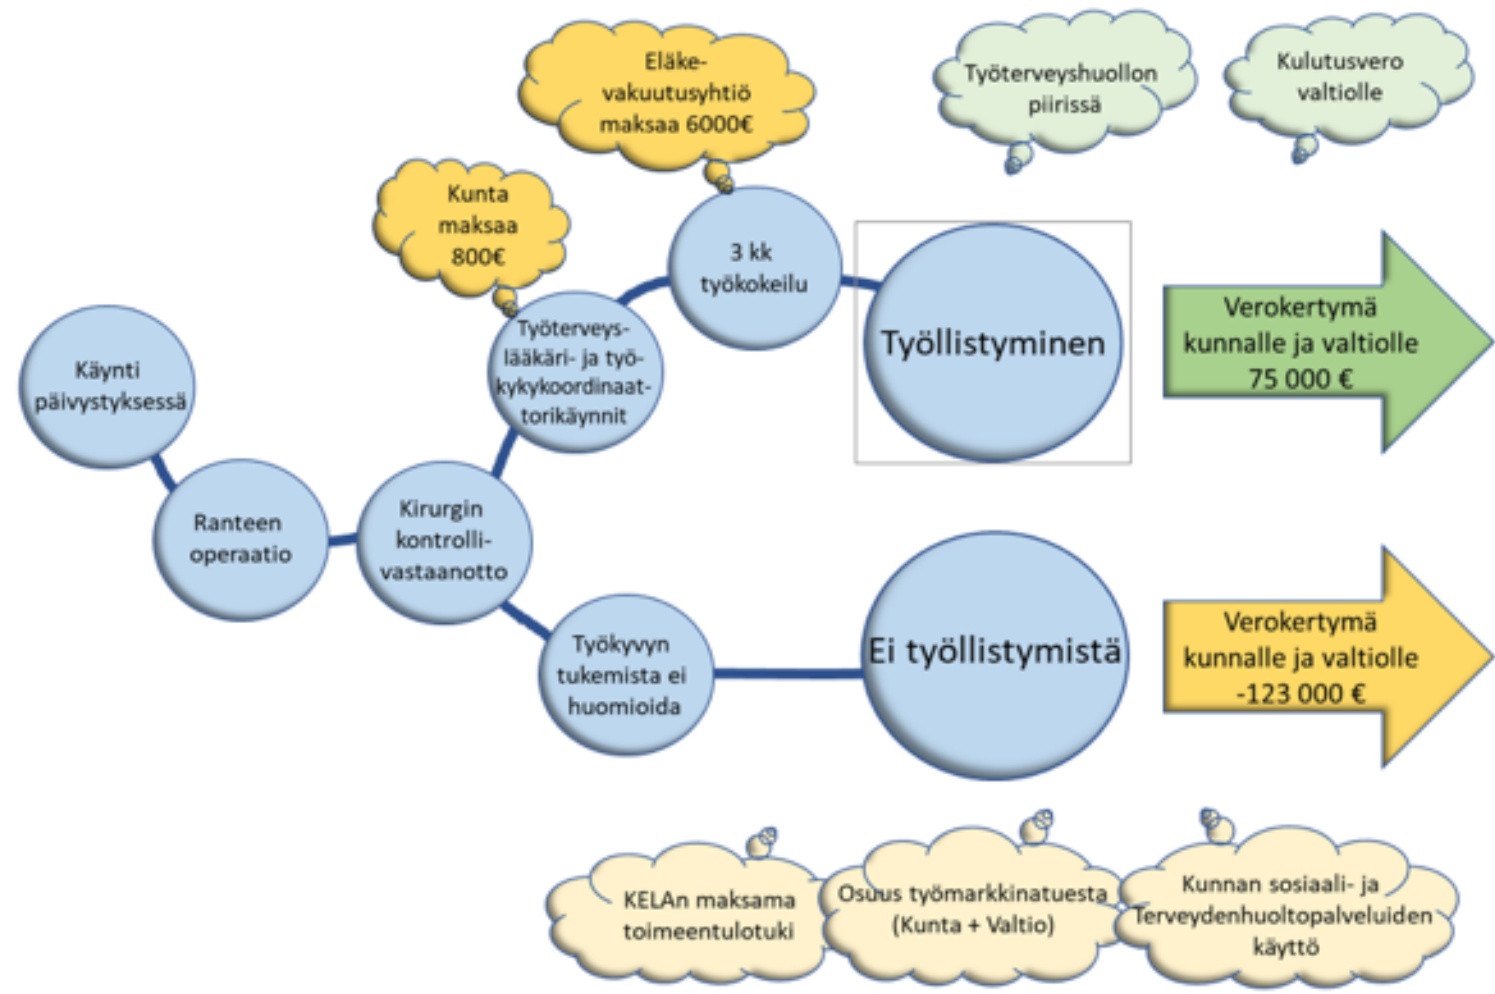 Eläke-
vakuutusyhtiö
maksaa 6000€
Työterveyshuollon
piirissä
Kulutusvero
valtiolle
Kunta
maksaa
800€
3 kk
työkokeilu
Työterveys-
lääkäri- ja työ-
kykykoordinaat-
torikäynnit
Työllistyminen
Verokertymä
kunnalle ja valtiolle
75 000 €
Käynti
päivystyksessä
Ranteen
operaatio
Kirurgin
kontrolli-
vastaanotto
Työkyvyn
tukemista ei
huomioida
Ei työllistymistä
Verokertymä
kunnalle ja valtiolle
-123 000 €
KELAn maksama
toimeentulotuki
Osuus työmarkkinatuesta
(Kunta + Valtio)
Kunnan sosiaali- ja
Terveydenhuoltopalveluiden
käyttö